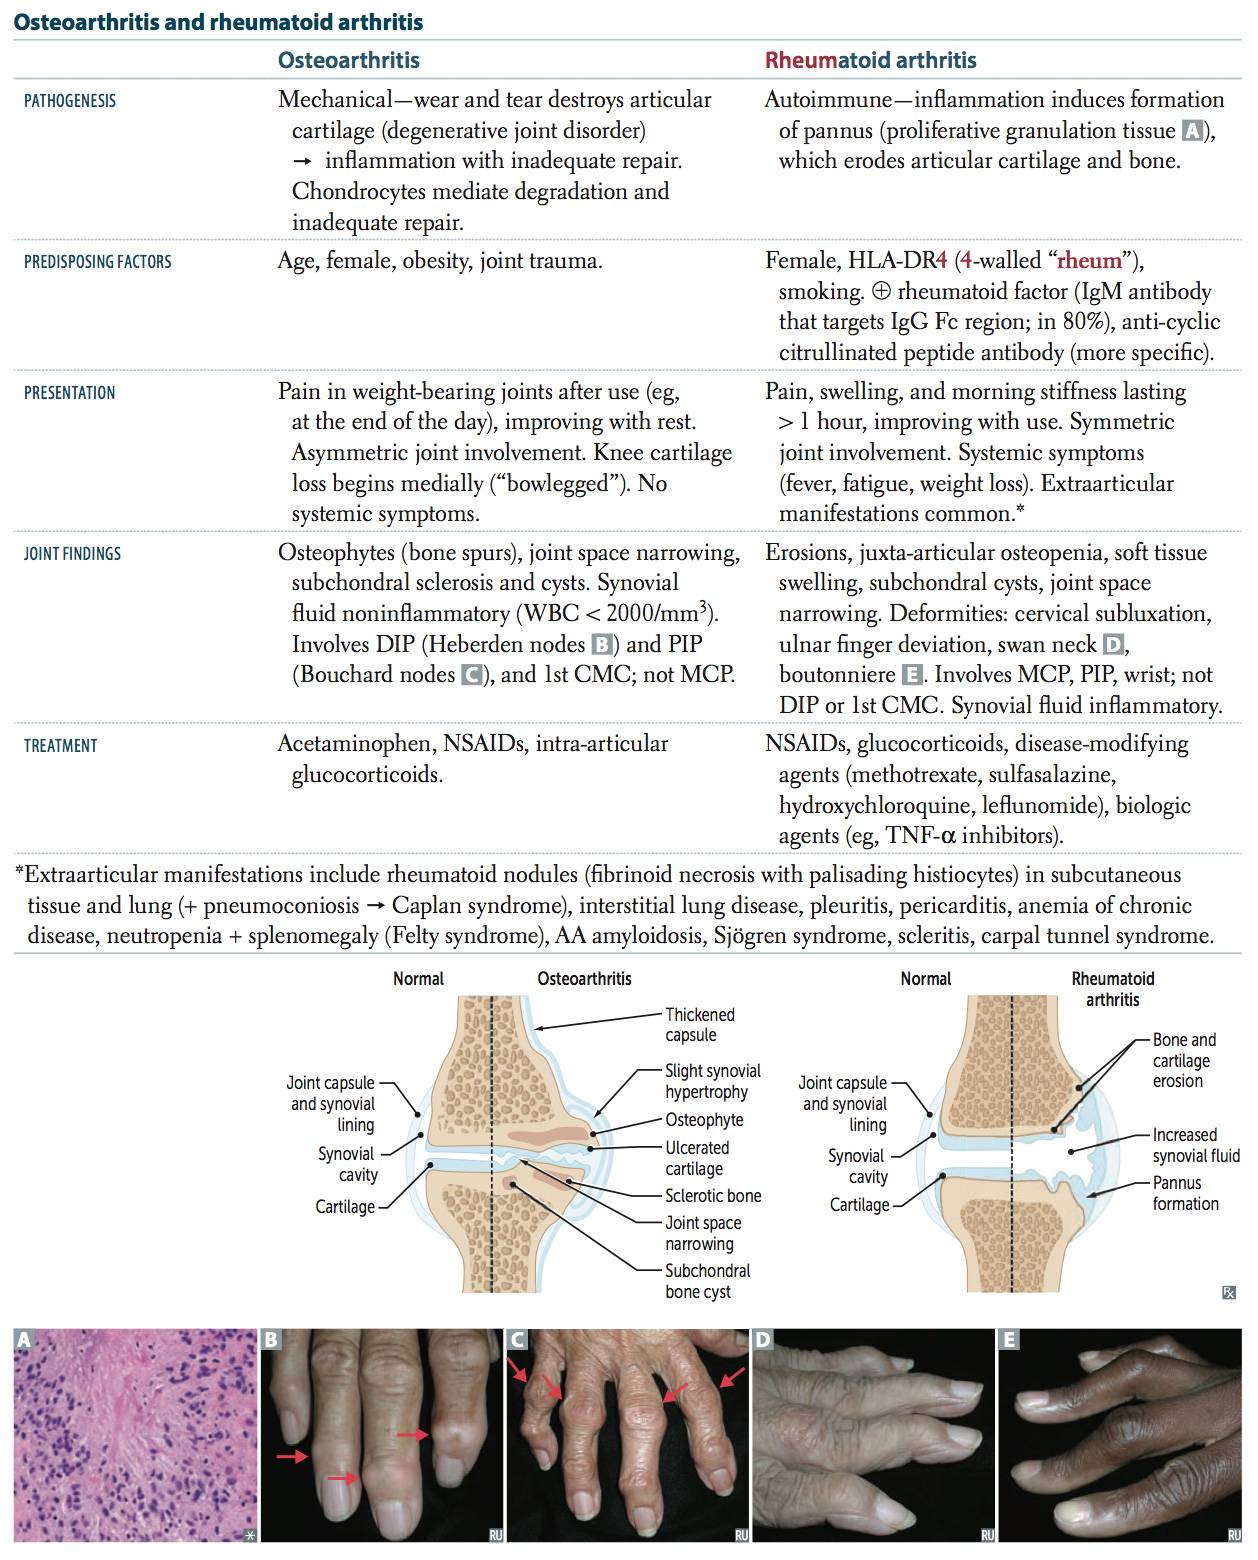 Osteoarthritis and rheumatoid arthritis
Osteoarthritis
Rheumatoid arthritis
PATHOGENESIS
Mechanical—wear and tear destroys articular
cartilage (degenerative joint disorder)
→ inflammation with inadequate repair.
Chondrocytes mediate degradation and
inadequate repair.
Autoimmune—inflammation induces formation
of pannus (proliferative granulation tissue A),
which erodes articular cartilage and bone.
PREDISPOSING FACTORS
Age, female, obesity, joint trauma.
Female, HLA-DR4 (4-walled “rheum”),
smoking. ⊕ rheumatoid factor (IgM antibody
that targets IgG Fc region; in 80%), anti-cyclic
citrullinated peptide antibody (more specific).
PRESENTATION
Pain in weight-bearing joints after use (eg,
at the end of the day), improving with rest.
Asymmetric joint involvement. Knee cartilage
loss begins medially (“bowlegged”). No
systemic symptoms.
Pain, swelling, and morning stiffness lasting
> 1 hour, improving with use. Symmetric
joint involvement. Systemic symptoms
(fever, fatigue, weight loss). Extraarticular
manifestations common.*
JOINT FINDINGS
Osteophytes (bone spurs), joint space narrowing,
subchondral sclerosis and cysts. Synovial
fluid noninflammatory (WBC < 2000/mm³).
Involves DIP (Heberden nodes B) and PIP
(Bouchard nodes C), and 1st CMC; not MCP.
Erosions, juxta-articular osteopenia, soft tissue
swelling, subchondral cysts, joint space
narrowing. Deformities: cervical subluxation,
ulnar finger deviation, swan neck D,
boutonniere E. Involves MCP, PIP, wrist; not
DIP or 1st CMC. Synovial fluid inflammatory.
TREATMENT
Acetaminophen, NSAIDs, intra-articular
glucocorticoids.
NSAIDs, glucocorticoids, disease-modifying
agents (methotrexate, sulfasalazine,
hydroxychloroquine, leflunomide), biologic
agents (eg, TNF-α inhibitors).
*Extraarticular manifestations include rheumatoid nodules (fibrinoid necrosis with palisading histiocytes) in subcutaneous
tissue and lung (+ pneumoconiosis → Caplan syndrome), interstitial lung disease, pleuritis, pericarditis, anemia of chronic
disease, neutropenia + splenomegaly (Felty syndrome), AA amyloidosis, Sjögren syndrome, scleritis, carpal tunnel syndrome.
Normal
Osteoarthritis
Thickened
capsule
Slight synovial
hypertrophy
Osteophyte
Ulcerated
cartilage
Sclerotic bone
Joint space
narrowing
Subchondral
bone cyst
Joint capsule
and synovial
lining
Synovial
cavity
Cartilage
Normal
Rheumatoid
arthritis
Bone and
cartilage
erosion
Increased
synovial fluid
Pannus
formation
Joint capsule
and synovial
lining
Synovial
cavity
Cartilage
Rx
A
*
B
RU
C
RU
D
RU
E
RU